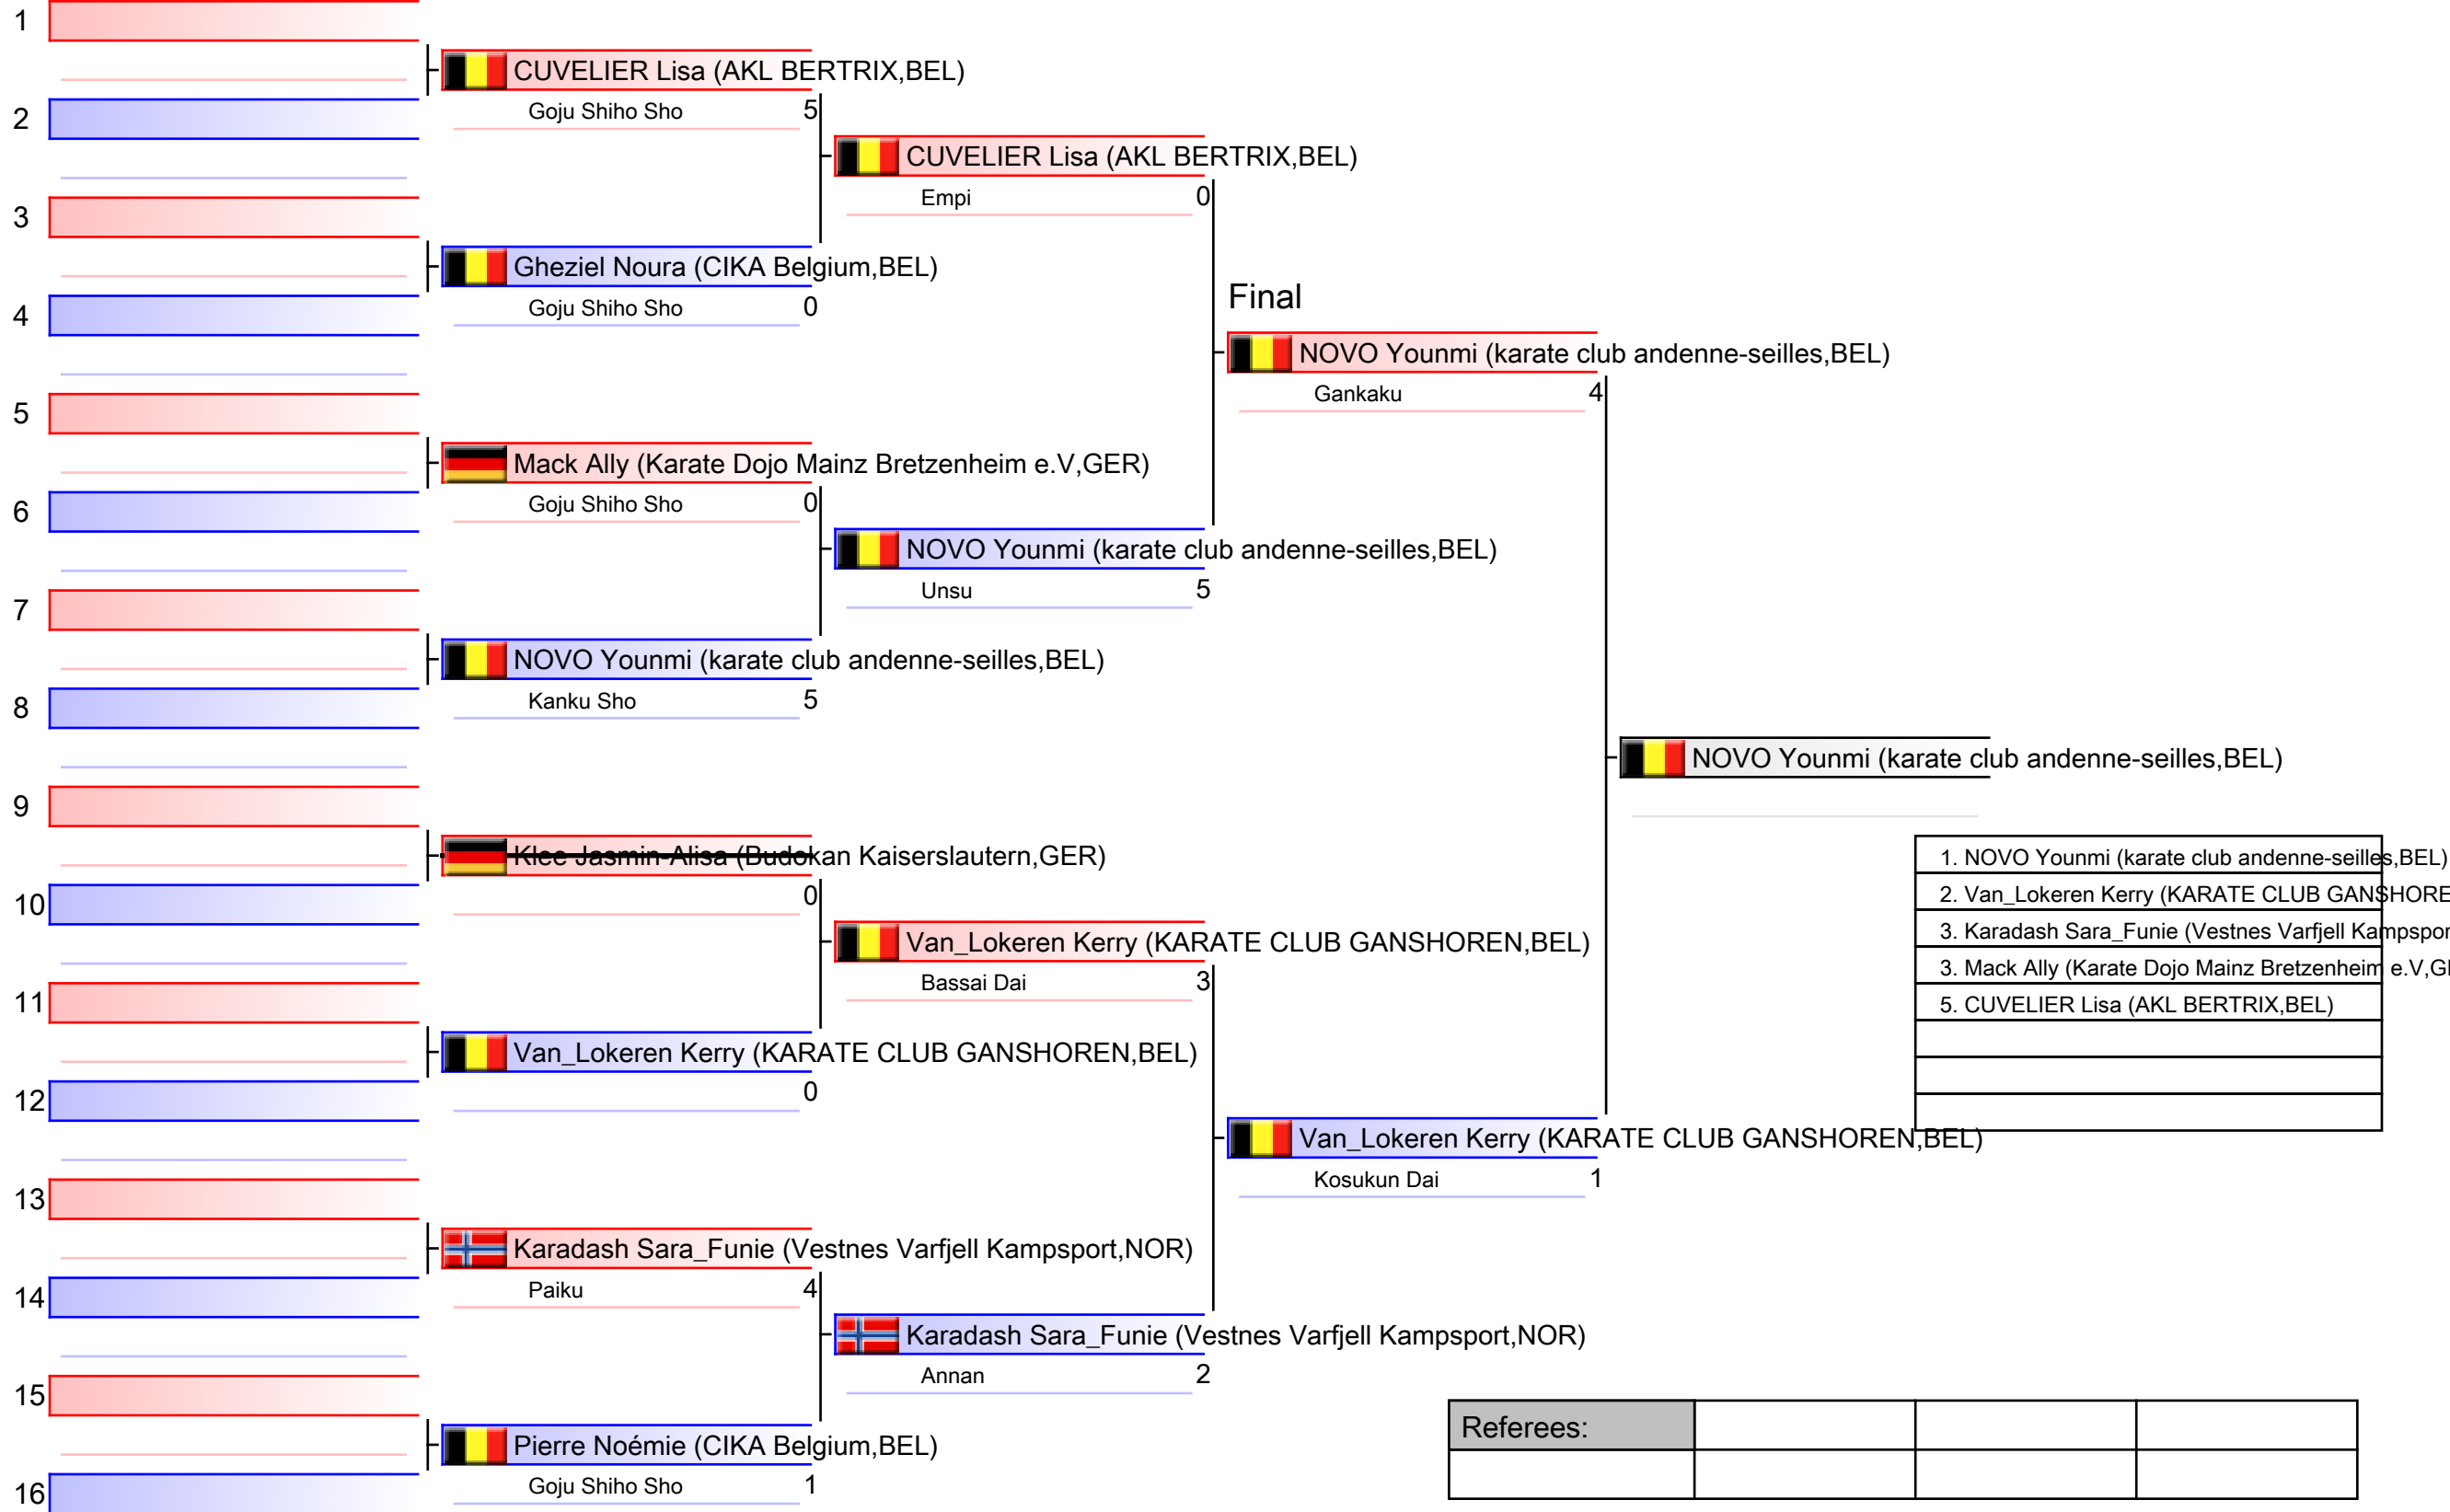 1
CUVELIER Lisa (AKL BERTRIX,BEL)
Goju Shiho Sho 5
2
CUVELIER Lisa (AKL BERTRIX,BEL)
Empi 0
3
Gheziel Noura (CIKA Belgium,BEL)
Goju Shiho Sho 0
4
Final
NOVO Younmi (karate club andenne-seilles,BEL)
Gankaku 4
5
Mack Ally (Karate Dojo Mainz Bretzenheim e.V,GER)
Goju Shiho Sho 0
6
NOVO Younmi (karate club andenne-seilles,BEL)
Unsu 5
7
NOVO Younmi (karate club andenne-seilles,BEL)
Kanku Sho 5
8
NOVO Younmi (karate club andenne-seilles,BEL)
9
Klee Jasmin-Alisa (Budokan Kaiserslautern,GER)
0
10
Van_Lokeren Kerry (KARATE CLUB GANSHOREN,BEL)
Bassai Dai 3
11
Van_Lokeren Kerry (KARATE CLUB GANSHOREN,BEL)
0
12
1. NOVO Younmi (karate club andenne-seilles,BEL)
2. Van_Lokeren Kerry (KARATE CLUB GANSHORE
3. Karadash Sara_Funie (Vestnes Varfjell Kampspor
3. Mack Ally (Karate Dojo Mainz Bretzenheim e.V,G
5. CUVELIER Lisa (AKL BERTRIX,BEL)
Van_Lokeren Kerry (KARATE CLUB GANSHOREN,BEL)
Kosukun Dai 1
13
Karadash Sara_Funie (Vestnes Varfjell Kampsport,NOR)
Paiku 4
14
Karadash Sara_Funie (Vestnes Varfjell Kampsport,NOR)
Annan 2
15
Pierre Noémie (CIKA Belgium,BEL)
Goju Shiho Sho 1
16
Referees: